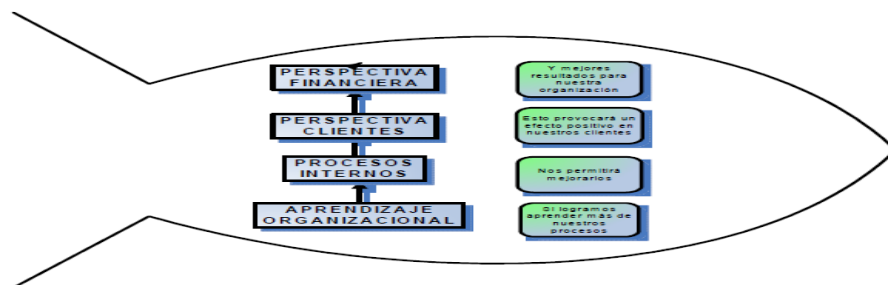 PERSPECTIVA
FINANCIERA
Y mejores
resultados para
nuestra
organización
PERSPECTIVA
CLIENTES
Esto provocará un
efecto positivo en
nuestros clientes
PROCESOS
INTERNOS
Nos permitirá
mejorarlos
APRENDIZAJE
ORGANIZACIONAL
Si logramos
aprender más de
nuestros
procesos